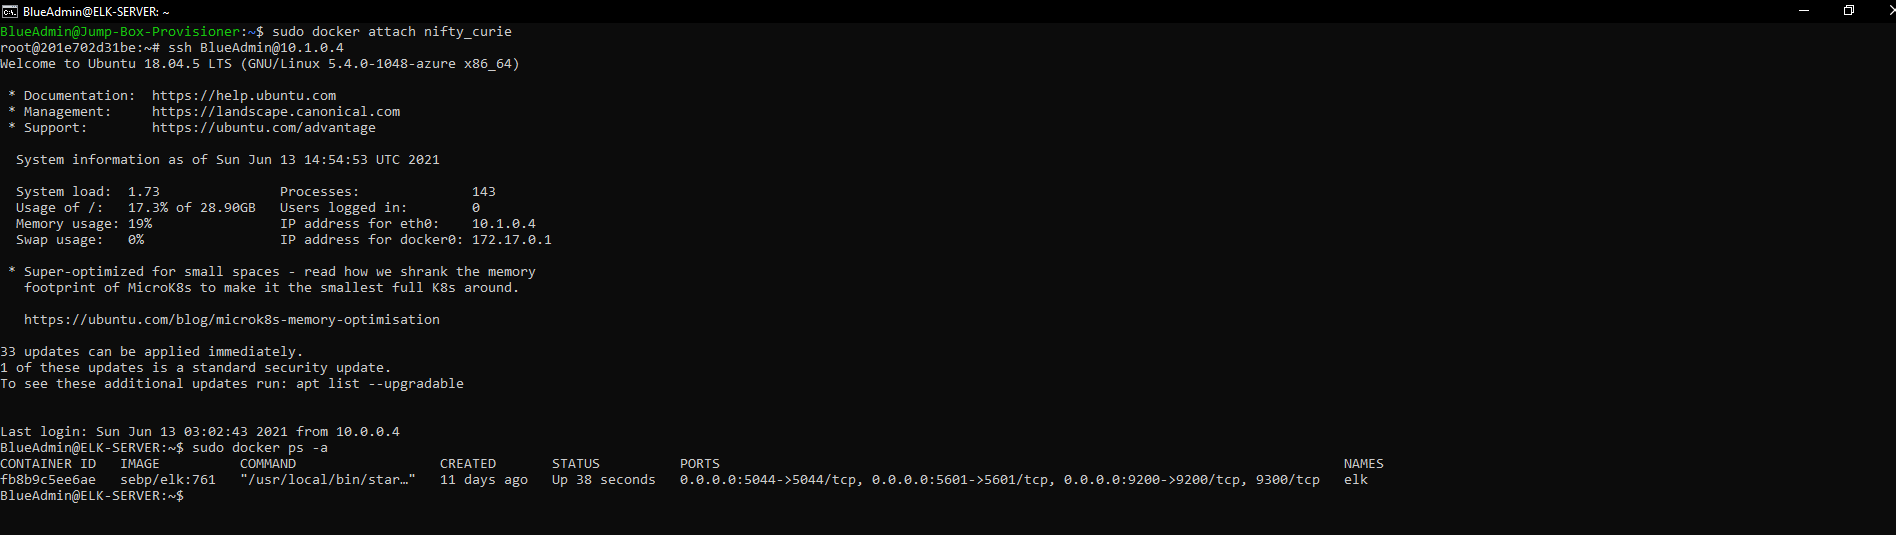 BlueAdmin@ELK-SERVER: ~
BlueAdmin@Jump-Box-Provisioner:~$ sudo docker attach nifty_curie
root@201e702d31be:~# ssh BlueAdmin@10.1.0.4
Welcome to Ubuntu 18.04.5 LTS (GNU/Linux 5.4.0-1048-azure x86_64)
* Documentation:  https://help.ubuntu.com
* Management:     https://landscape.canonical.com
* Support:        https://ubuntu.com/advantage
System information as of Sun Jun 13 14:54:53 UTC 2021
System load:  1.73                Processes:              143
Usage of /:   17.3% of 28.90GB   Users logged in:        0
Memory usage: 19%                IP address for eth0:    10.1.0.4
Swap usage:   0%                 IP address for docker0: 172.17.0.1
* Super-optimized for small spaces - read how we shrank the memory
footprint of MicroK8s to make it the smallest full K8s around.
https://ubuntu.com/blog/microk8s-memory-optimisation
33 updates can be applied immediately.
1 of these updates is a standard security update.
To see these additional updates run: apt list --upgradable
Last login: Sun Jun 13 03:02:43 2021 from 10.0.0.4
BlueAdmin@ELK-SERVER:~$ sudo docker ps -a
CONTAINER ID   IMAGE          COMMAND                  CREATED       STATUS          PORTS                                                                              NAMES
fb8b9c5ee6ae   sebp/elk:761   "/usr/local/bin/star…"   11 days ago   Up 38 seconds   0.0.0.0:5044->5044/tcp, 0.0.0.0:5601->5601/tcp, 0.0.0.0:9200->9200/tcp, 9300/tcp   elk
BlueAdmin@ELK-SERVER:~$